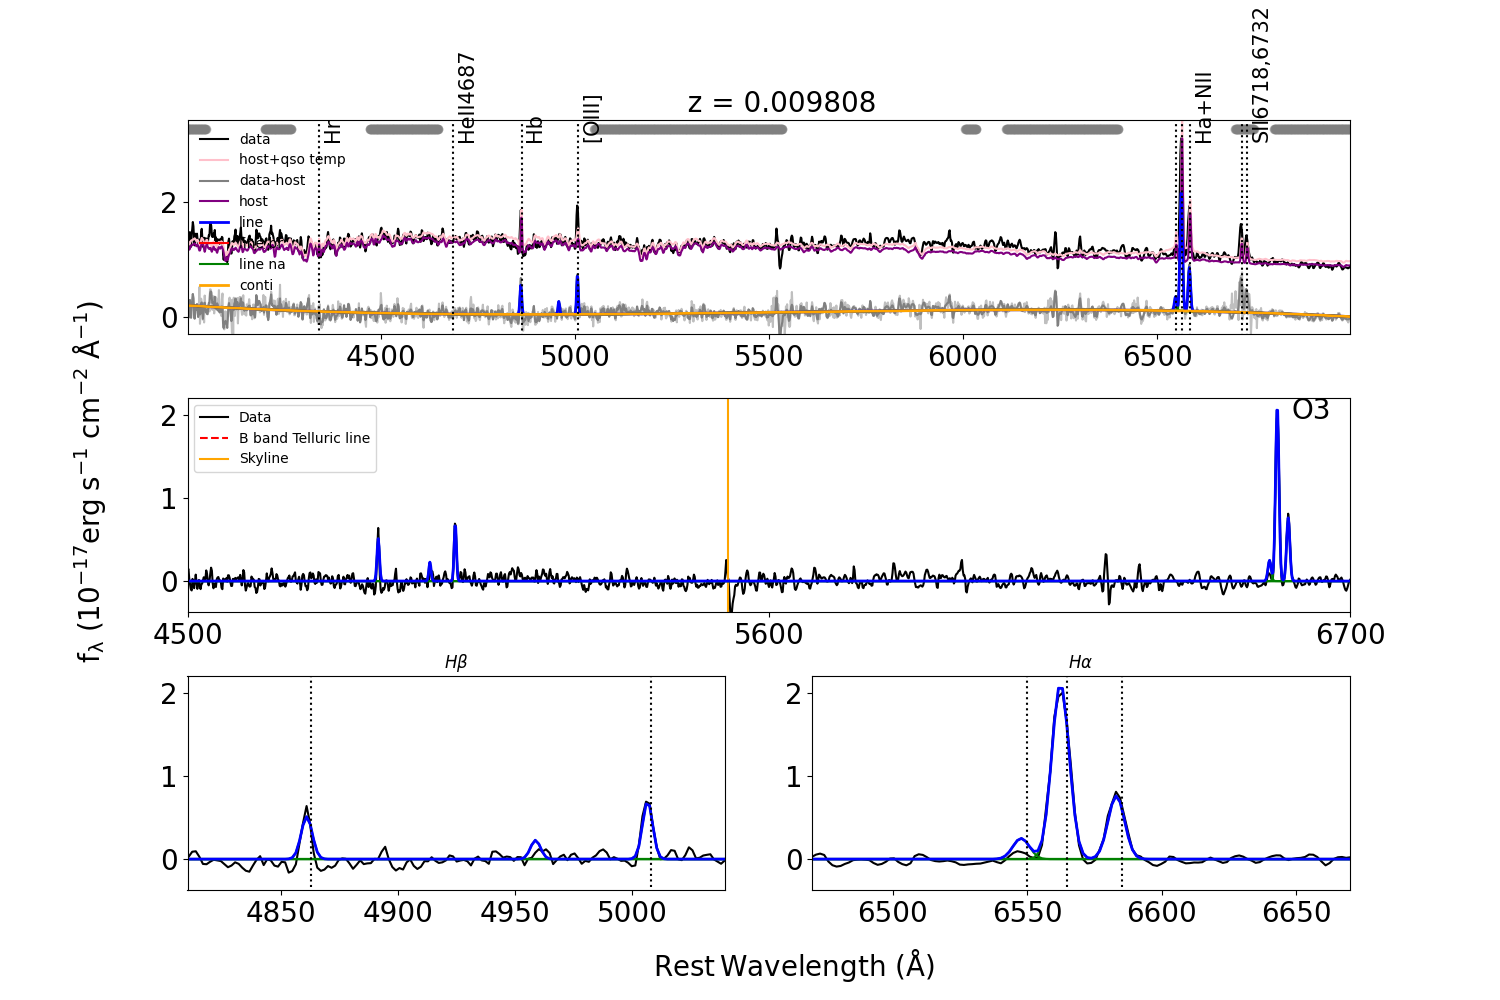 z = 0.009808
Hr
HeII4687
Hb
[OIII]
Ha+NII
SII6718,6732
data
host+qso temp
data-host
host
line
line na
conti
2
0
4500 5000 5500 6000 6500
Data
B band Telluric line
Skyline
O3
2
1
0
4500 5600 6700
fλ (10⁻¹⁷erg s⁻¹ cm⁻² Å⁻¹)
Hβ
2
1
0
4850 4900 4950 5000
Hα
2
1
0
6500 6550 6600 6650
Rest Wavelength (Å)